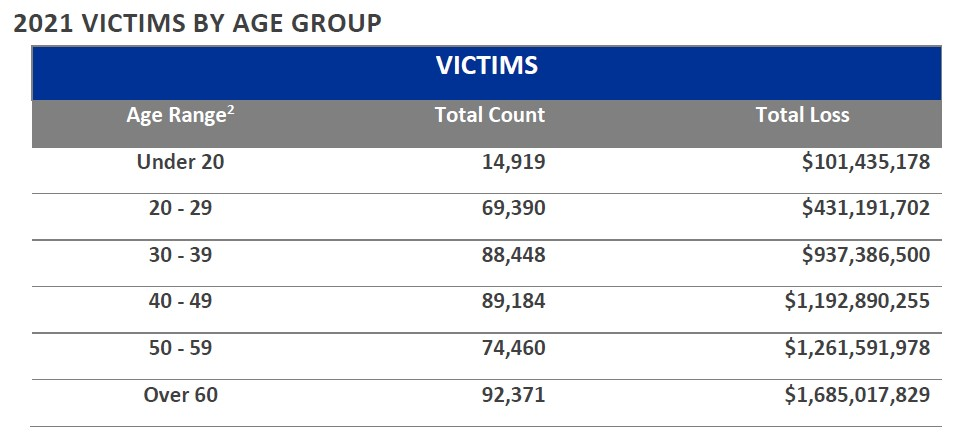 2021 VICTIMS BY AGE GROUP
VICTIMS
Age Range² Total Count Total Loss
Under 20 14,919 $101,435,178
20 - 29 69,390 $431,191,702
30 - 39 88,448 $937,386,500
40 - 49 89,184 $1,192,890,255
50 - 59 74,460 $1,261,591,978
Over 60 92,371 $1,685,017,829